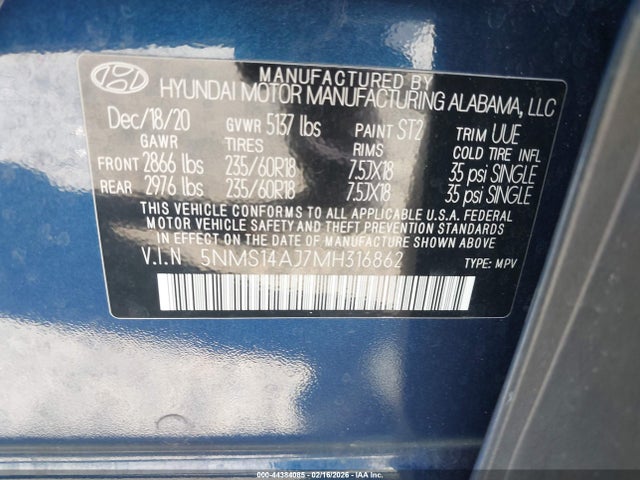 MANUFACTURED BY
HYUNDAI MOTOR MANUFACTURING ALABAMA, LLC
Dec/18/20 GVWR 5137 lbs PAINT ST2 TRIM UUE
GAWR TIRES RIMS COLD TIRE INFL
FRONT 2866 lbs 235/60R18 7.5JX18 35 psi SINGLE
REAR 2976 lbs 235/60R18 7.5JX18 35 psi SINGLE
THIS VEHICLE CONFORMS TO ALL APPLICABLE U.S.A. FEDERAL
MOTOR VEHICLE SAFETY AND THEFT PREVENTION
STANDARDS IN EFFECT ON THE DATE OF MANUFACTURE SHOWN ABOVE.
V.I.N 5NMS14AJ7MH316862 TYPE: MPV
000-44384085 - 02/16/2026 - COPYRIGHT IAA, LLC